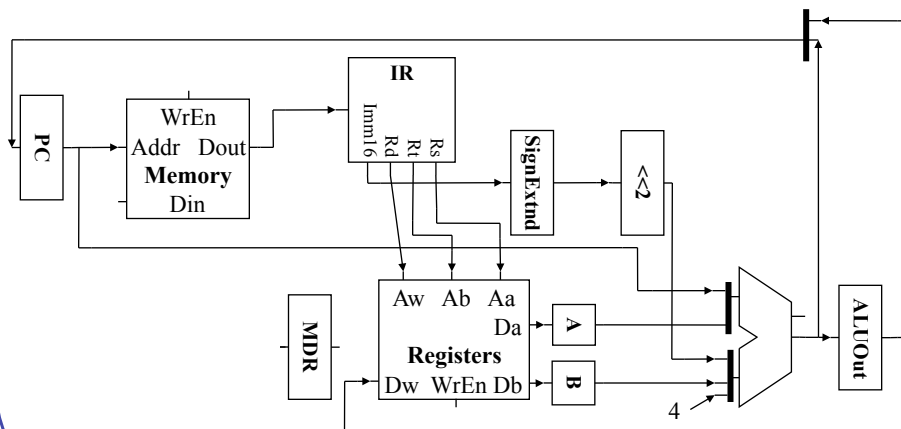 IR
Imm16 Rd Rt Rs
PC
WrEn
Addr Dout
Memory
Din
SignExtnd
<<2
Aw Ab Aa
Da
Registers
Dw WrEn Db
MDR
A
B
4
ALUOut